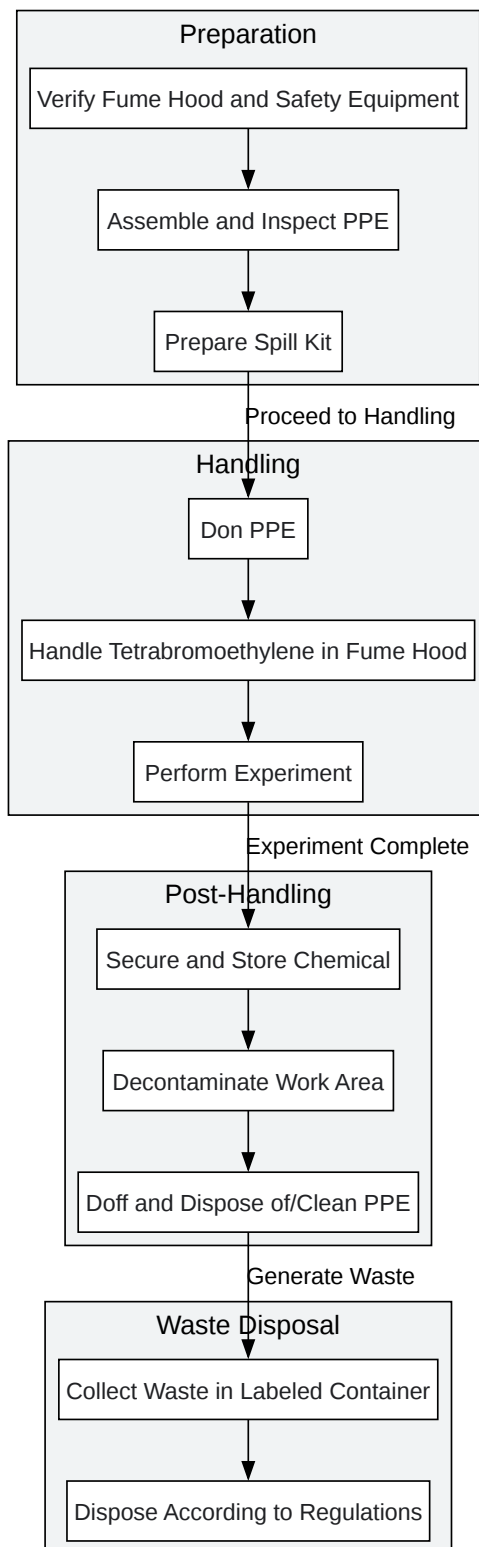 Preparation
Verify Fume Hood and Safety Equipment
Assemble and Inspect PPE
Prepare Spill Kit
Proceed to Handling
Handling
Don PPE
Handle Tetrabromoethylene in Fume Hood
Perform Experiment
Experiment Complete
Post-Handling
Secure and Store Chemical
Decontaminate Work Area
Doff and Dispose of/Clean PPE
Generate Waste
Waste Disposal
Collect Waste in Labeled Container
Dispose According to Regulations